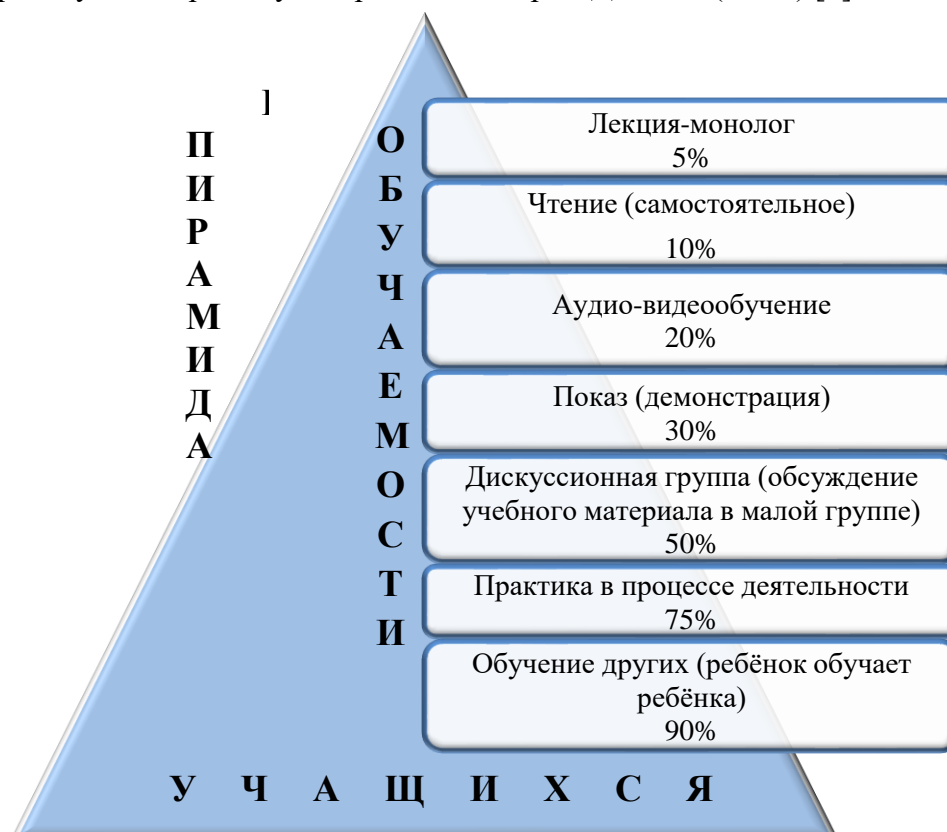 ПИРАМИДА
ОБУЧАЕМОСТИ
Лекция-монолог
5%
Чтение (самостоятельное)
10%
Аудио-видеообучение
20%
Показ (демонстрация)
30%
Дискуссионная группа (обсуждение
учебного материала в малой группе)
50%
Практика в процессе деятельности
75%
Обучение других (ребёнок обучает
ребёнка)
90%
УЧАЩИХСЯ